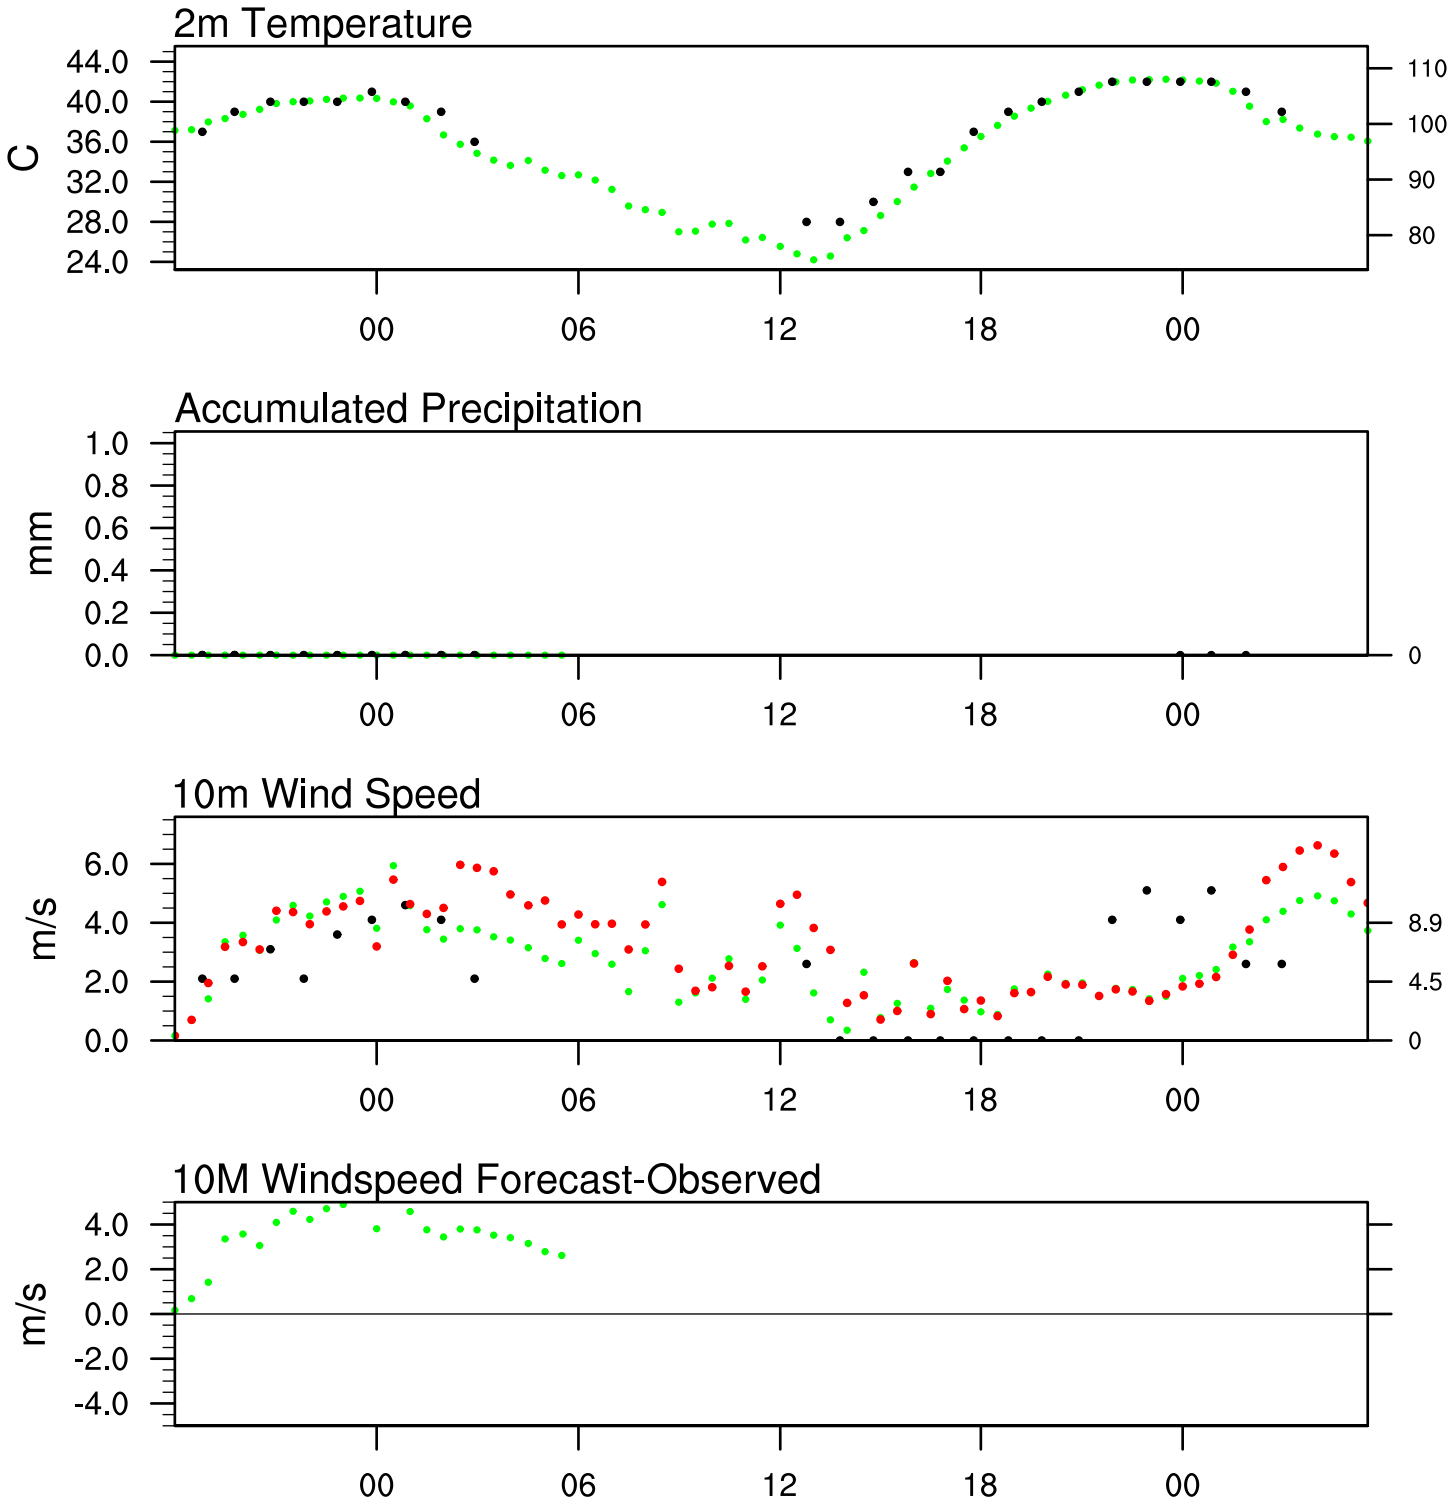 2m Temperature
44.0
40.0
36.0
32.0
28.0
24.0
C
110
100
90
80
00 06 12 18 00
Accumulated Precipitation
1.0
0.8
0.6
0.4
0.2
0.0
mm
0
00 06 12 18 00
10m Wind Speed
6.0
4.0
2.0
0.0
m/s
8.9
4.5
0
00 06 12 18 00
10M Windspeed Forecast-Observed
4.0
2.0
0.0
-2.0
-4.0
m/s
00 06 12 18 00